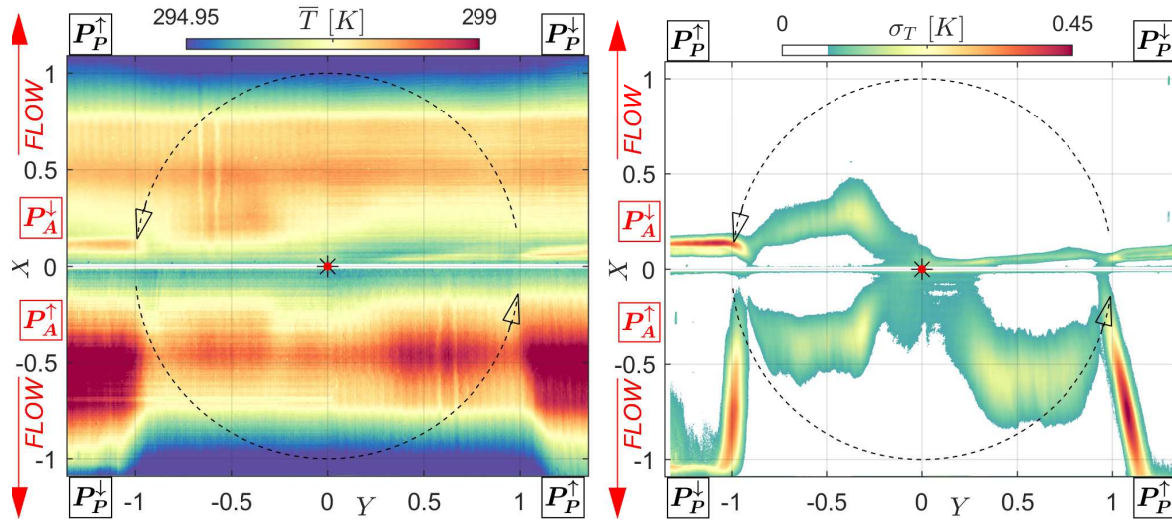 294.95 T̅ [K] 299
P_P^↑ P_P^↓
FLOW
P_A^↓
X
P_A^↑
FLOW
1
0.5
0
-0.5
-1
-1 -0.5 0 Y 0.5 1
P_P^↓ P_P^↑
0 σ_T [K] 0.45
P_P^↑ P_P^↓
FLOW
P_A^↓
X
P_A^↑
FLOW
1
0.5
0
-0.5
-1
-1 -0.5 0 Y 0.5 1
P_P^↓ P_P^↑